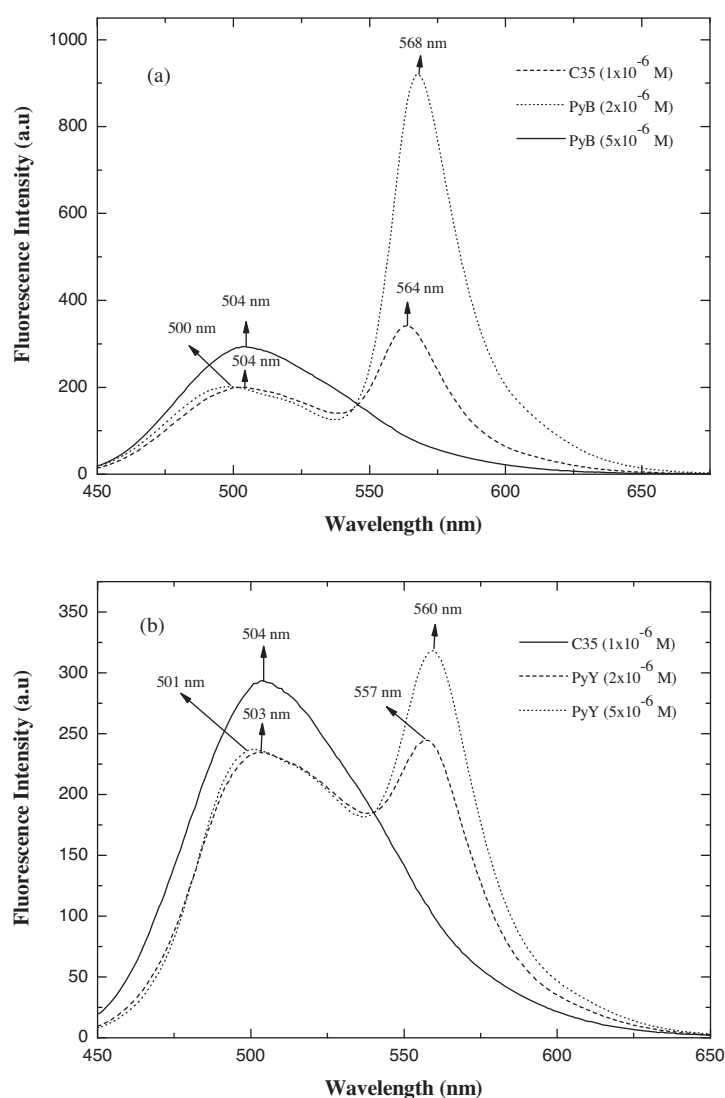 1000
800
600
400
200
0
Fluorescence Intensity (a.u)
(a)
568 nm
C35 (1x10⁻⁶ M)
PyB (2x10⁻⁶ M)
PyB (5x10⁻⁶ M)
564 nm
504 nm
500 nm
504 nm
450 500 550 600 650
Wavelength (nm)
350
300
250
200
150
100
50
0
Fluorescence Intensity (a.u)
(b)
504 nm
560 nm
C35 (1x10⁻⁶ M)
PyY (2x10⁻⁶ M)
PyY (5x10⁻⁶ M)
501 nm
557 nm
503 nm
450 500 550 600 650
Wavelength (nm)